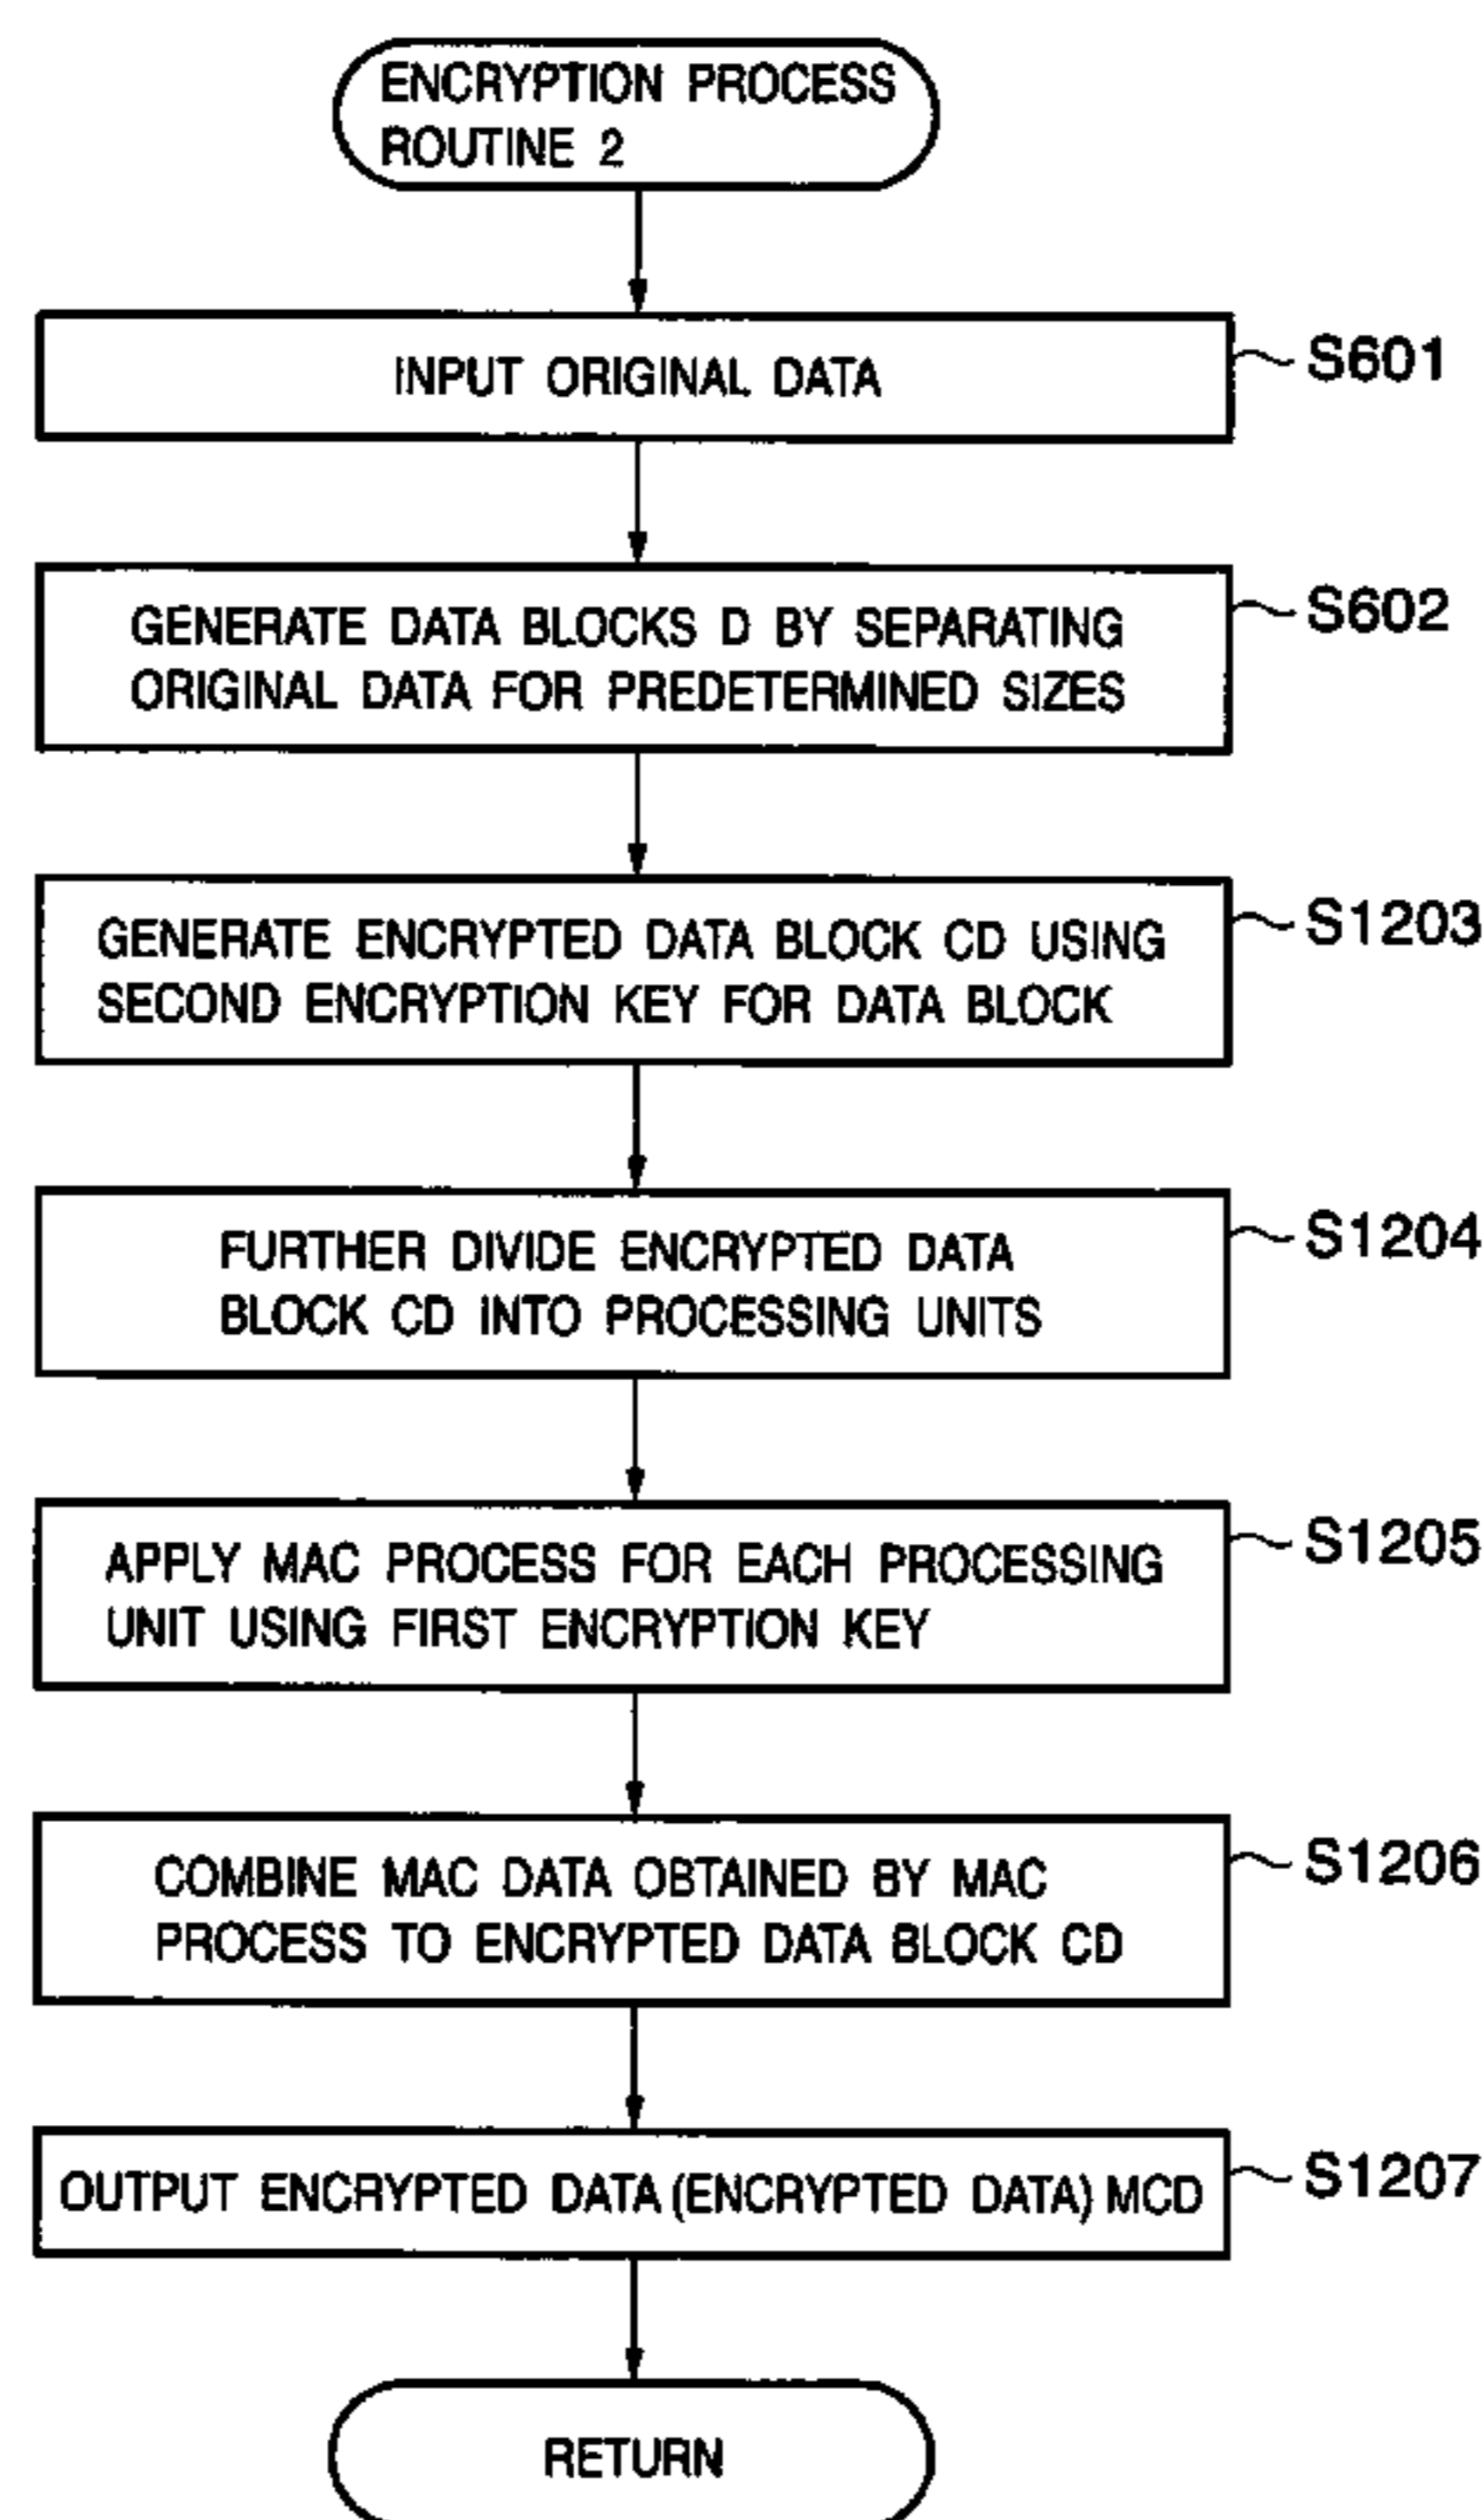 ENCRYPTION PROCESS
ROUTINE 2
INPUT ORIGINAL DATA
S601
GENERATE DATA BLOCKS D BY SEPARATING
ORIGINAL DATA FOR PREDETERMINED SIZES
S602
GENERATE ENCRYPTED DATA BLOCK CD USING
SECOND ENCRYPTION KEY FOR DATA BLOCK
S1203
FURTHER DIVIDE ENCRYPTED DATA
BLOCK CD INTO PROCESSING UNITS
S1204
APPLY MAC PROCESS FOR EACH PROCESSING
UNIT USING FIRST ENCRYPTION KEY
S1205
COMBINE MAC DATA OBTAINED BY MAC
PROCESS TO ENCRYPTED DATA BLOCK CD
S1206
OUTPUT ENCRYPTED DATA (ENCRYPTED DATA) MCD
S1207
RETURN